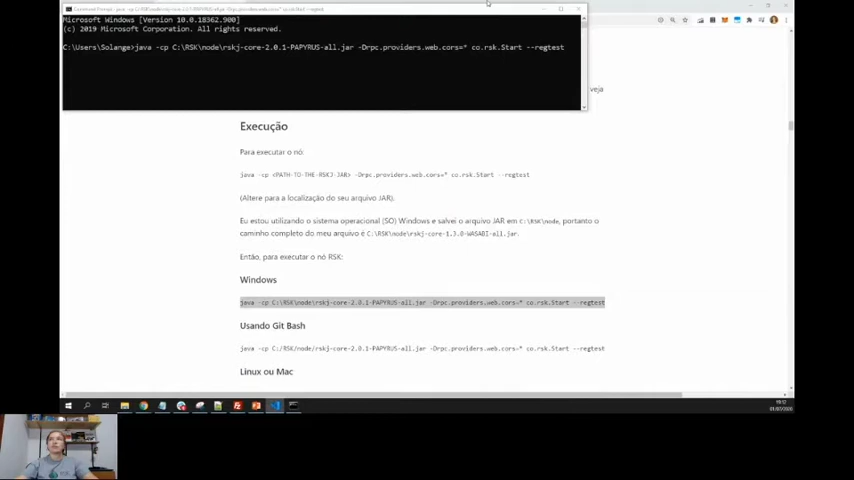 Microsoft Windows [Version 10.0.18362.900]
(c) 2019 Microsoft Corporation. All rights reserved.
C:\Users\Solange>java -cp C:\RSK\node\rskj-core-2.0.1-PAPYRUS-all.jar -Drpc.providers.web.cors=* co.rsk.Start --regtest
veja
Execução
Para executar o nó:
java -cp <PATH-TO-THE-RSKJ-JAR> -Drpc.providers.web.cors=* co.rsk.Start --regtest
(Altere para a localização do seu arquivo JAR).
Eu estou utilizando o sistema operacional (SO) Windows e salvei o arquivo JAR em C:\RSK\node, portanto o
caminho completo do meu arquivo é C:\RSK\node\rskj-core-1.3.0-WASABI-all.jar.
Então, para executar o nó RSK:
Windows
java -cp C:\RSK\node\rskj-core-2.0.1-PAPYRUS-all.jar -Drpc.providers.web.cors=* co.rsk.Start --regtest
Usando Git Bash
java -cp C:/RSK/node/rskj-core-2.0.1-PAPYRUS-all.jar -Drpc.providers.web.cors=* co.rsk.Start --regtest
Linux ou Mac